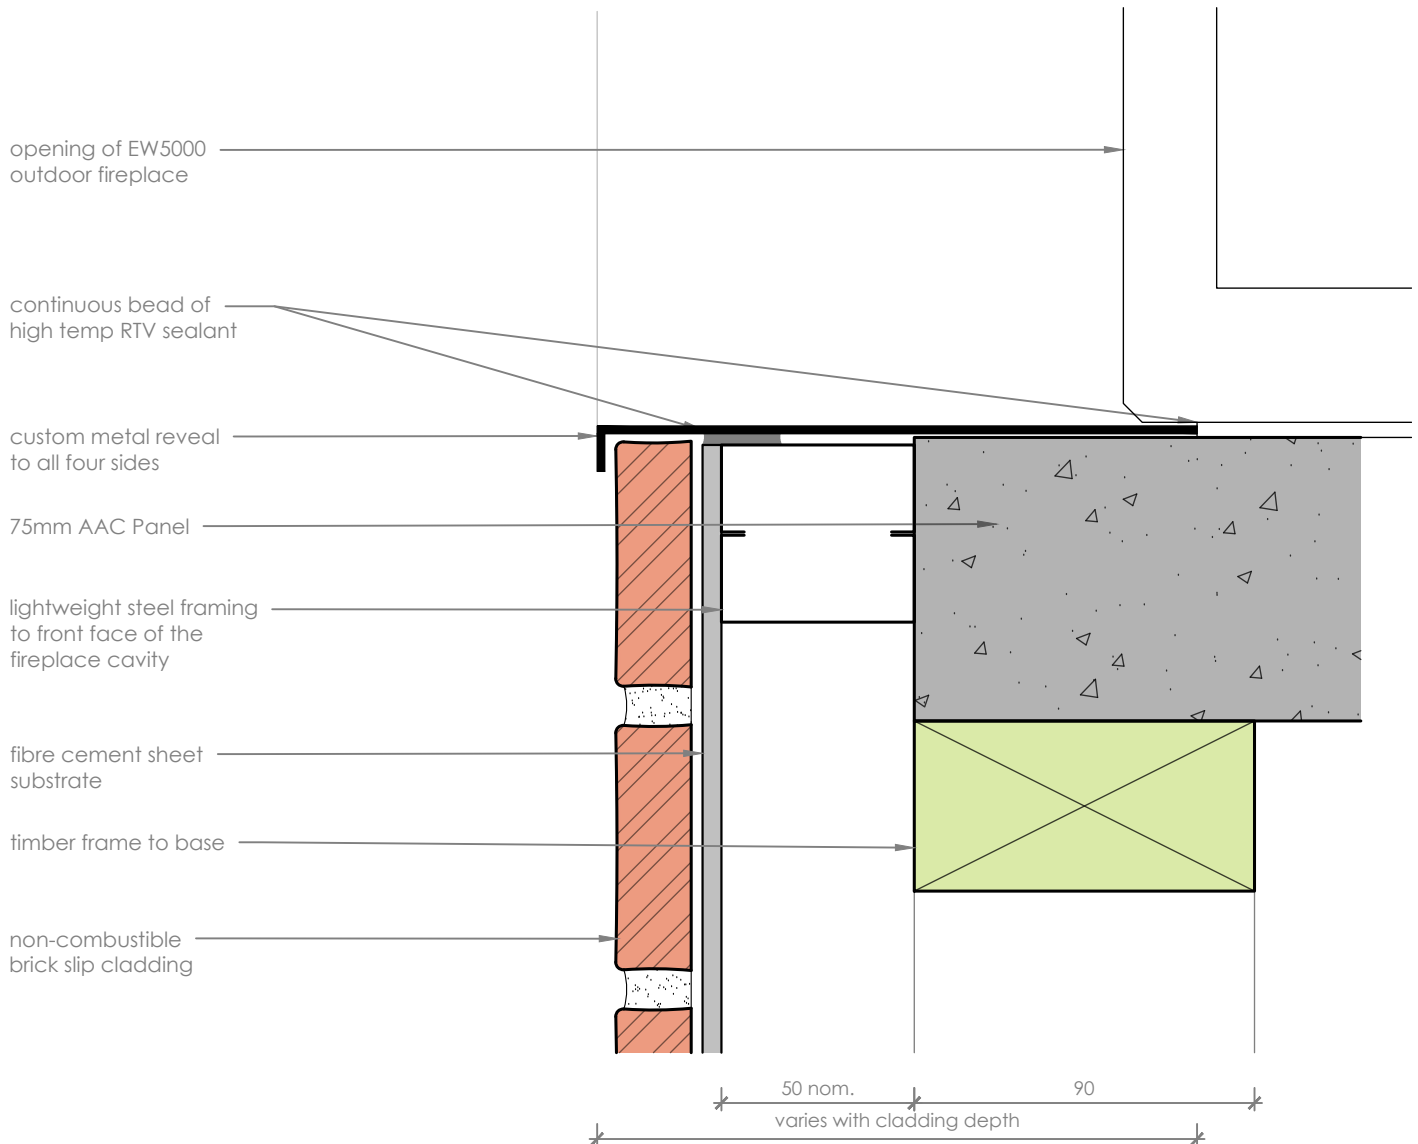 opening of EW5000
outdoor fireplace
continuous bead of
high temp RTV sealant
custom metal reveal
to all four sides
75mm AAC Panel
lightweight steel framing
to front face of the
fireplace cavity
fibre cement sheet
substrate
timber frame to base
non-combustible
brick slip cladding
50 nom.
90
varies with cladding depth